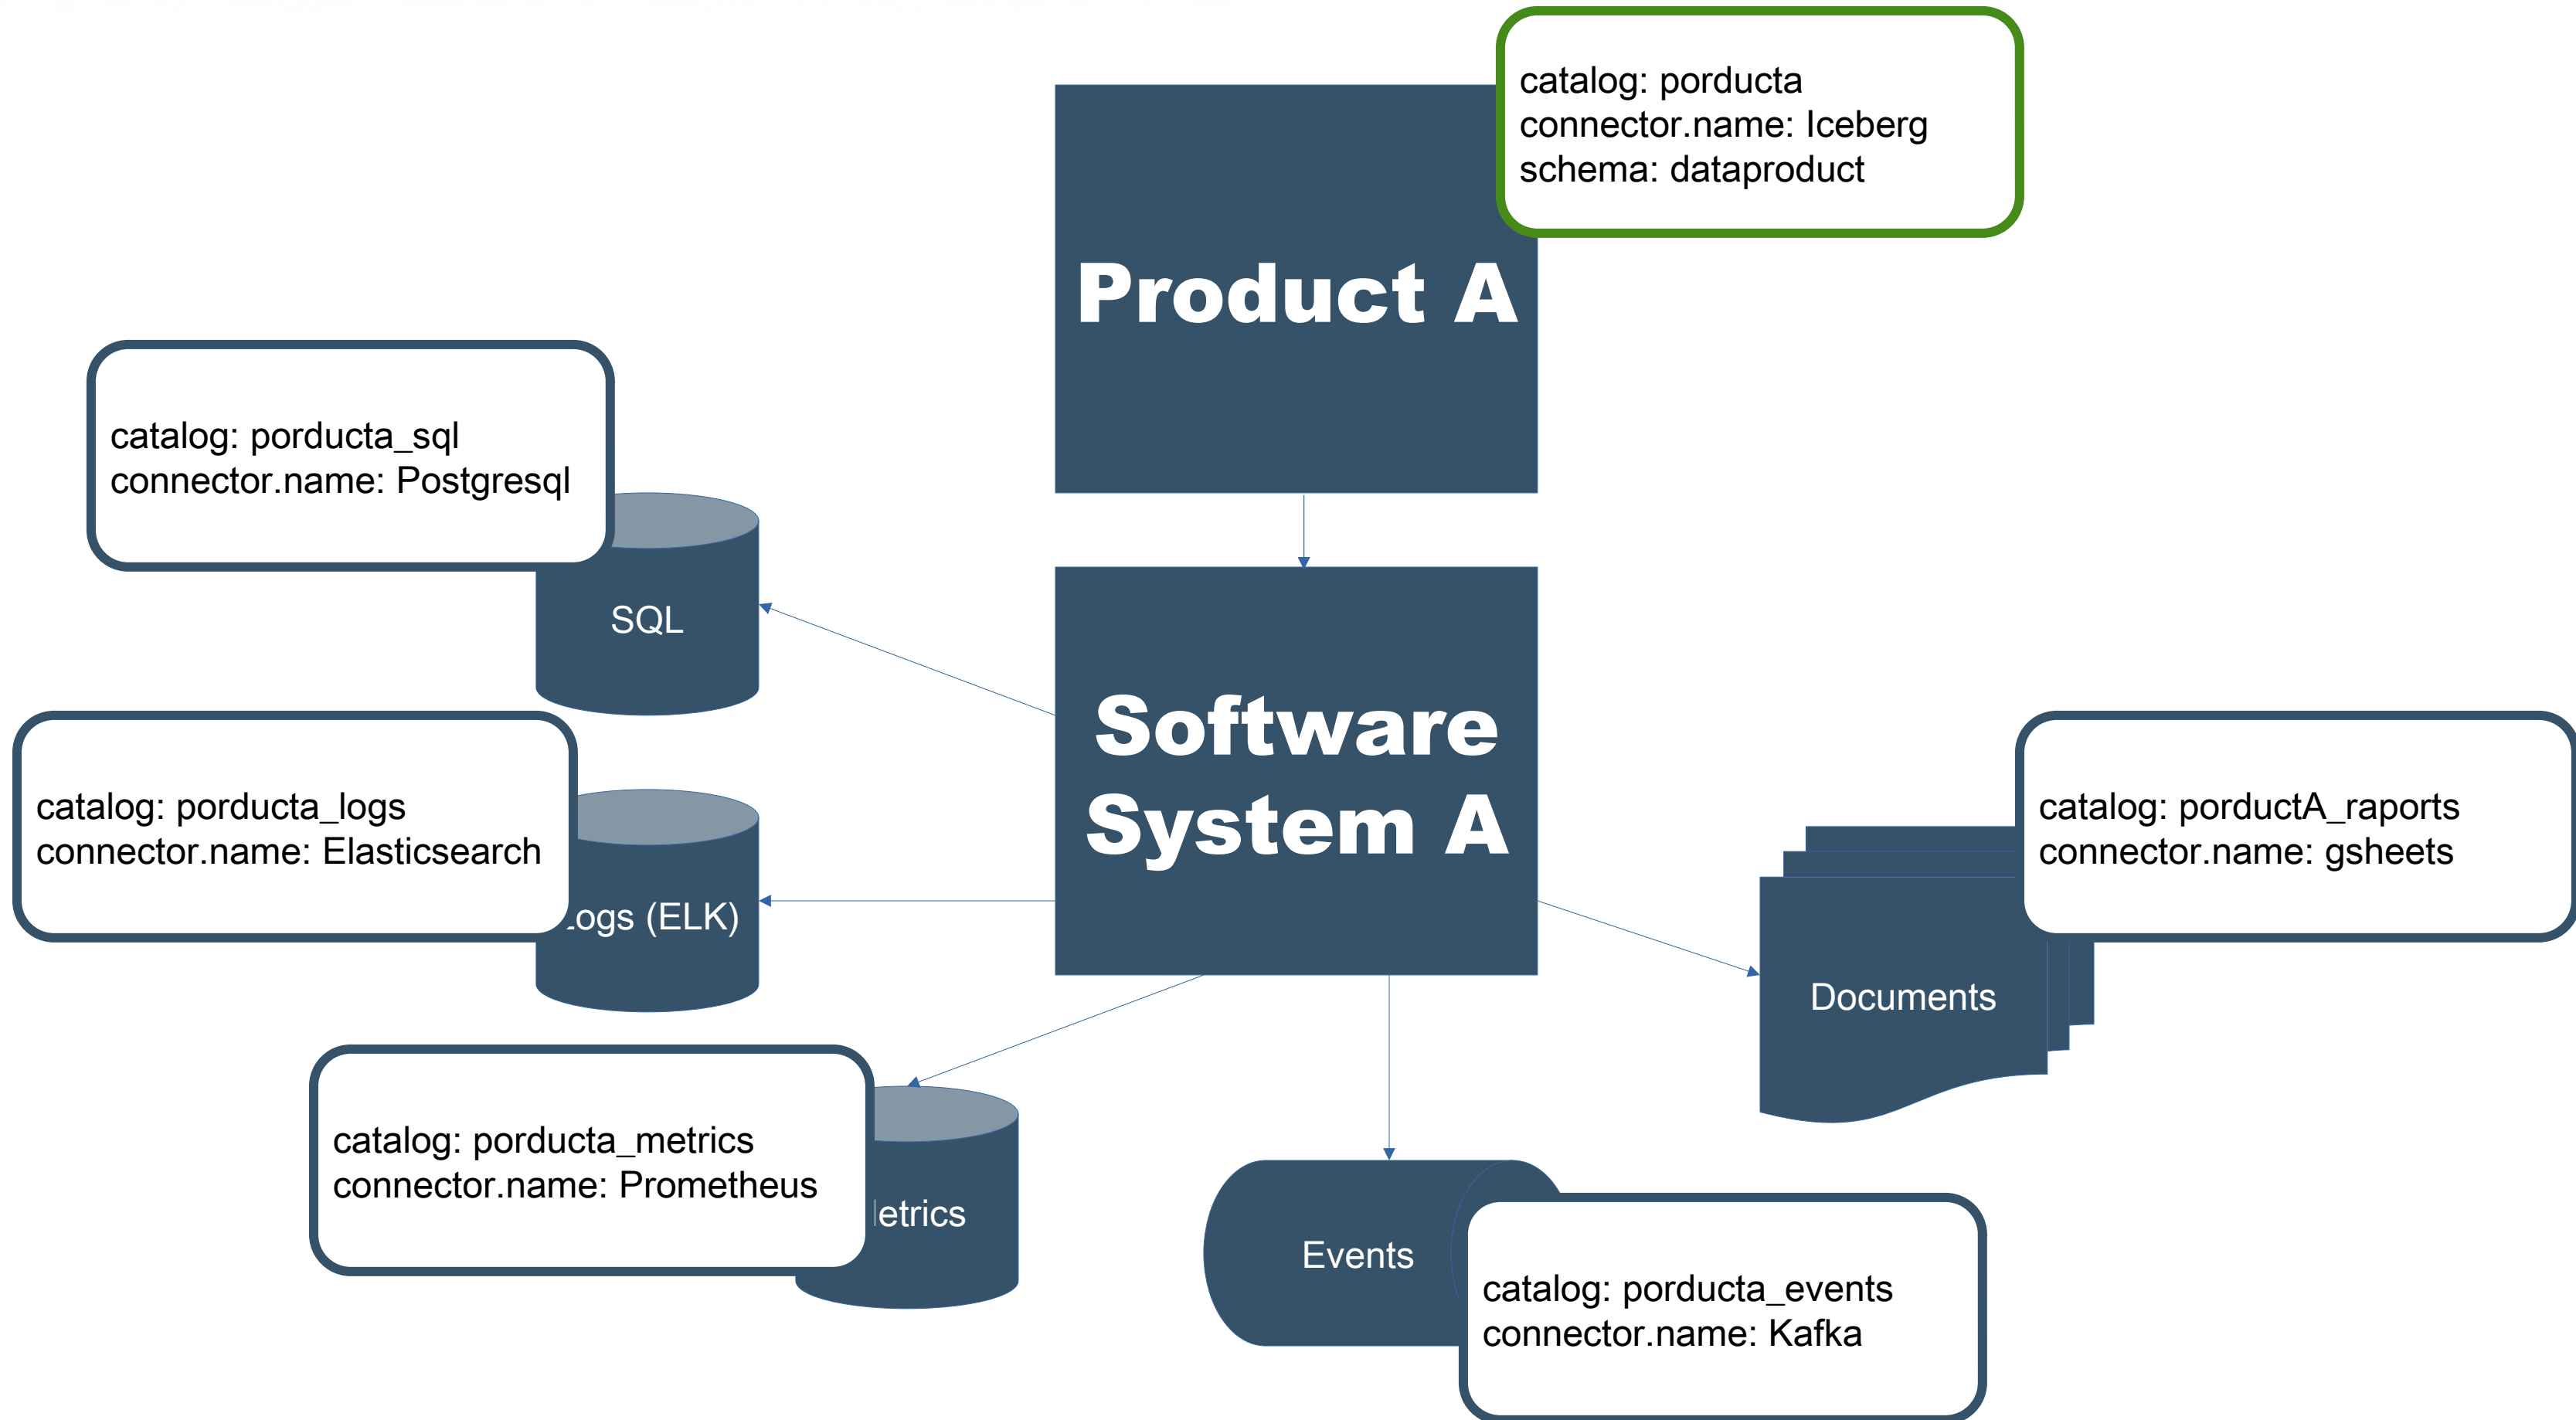 catalog: porducta
connector.name: Iceberg
schema: dataproduct
Product A
catalog: porducta_sql
connector.name: Postgresql
SQL
Software
System A
catalog: porducta_logs
connector.name: Elasticsearch
ogs (ELK)
catalog: porductA_raports
connector.name: gsheets
Documents
catalog: porducta_metrics
connector.name: Prometheus
etrics
Events
catalog: porducta_events
connector.name: Kafka